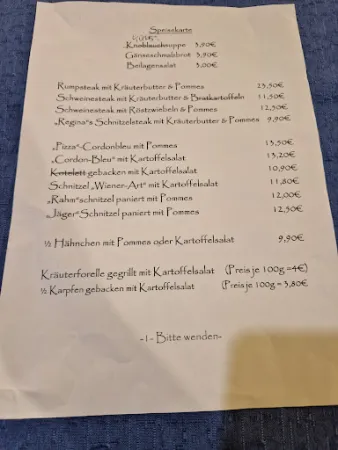 Speisekarte
Knoblauchsuppe 3,90€
Gänseschmalzbrot 3,90€
Beilagensalat 3,00€
Rumpsteak mit Kräuterbutter & Pommes 23,50€
Schweinesteak mit Kräuterbutter & Bratkartoffeln 11,50€
Schweinesteak mit Röstzwiebeln & Pommes 12,50€
„Regina“s Schnitzelsteak mit Kräuterbutter & Pommes 9,90€
„Pizza“-Cordonbleu mit Pommes 13,50€
„Cordon-Bleu“ mit Kartoffelsalat 13,20€
Kotelett gebacken mit Kartoffelsalat 10,90€
Schnitzel „Wiener-Art“ mit Kartoffelsalat 11,80€
„Rahm“schnitzel paniert mit Pommes 12,00€
„Jäger“Schnitzel paniert mit Pommes 12,50€
½ Hähnchen mit Pommes oder Kartoffelsalat 9,90€
Kräuterforelle gegrillt mit Kartoffelsalat (Preis je 100g =4€)
½ Karpfen gebacken mit Kartoffelsalat (Preis je 100g = 3,80€
-1- Bitte wenden-